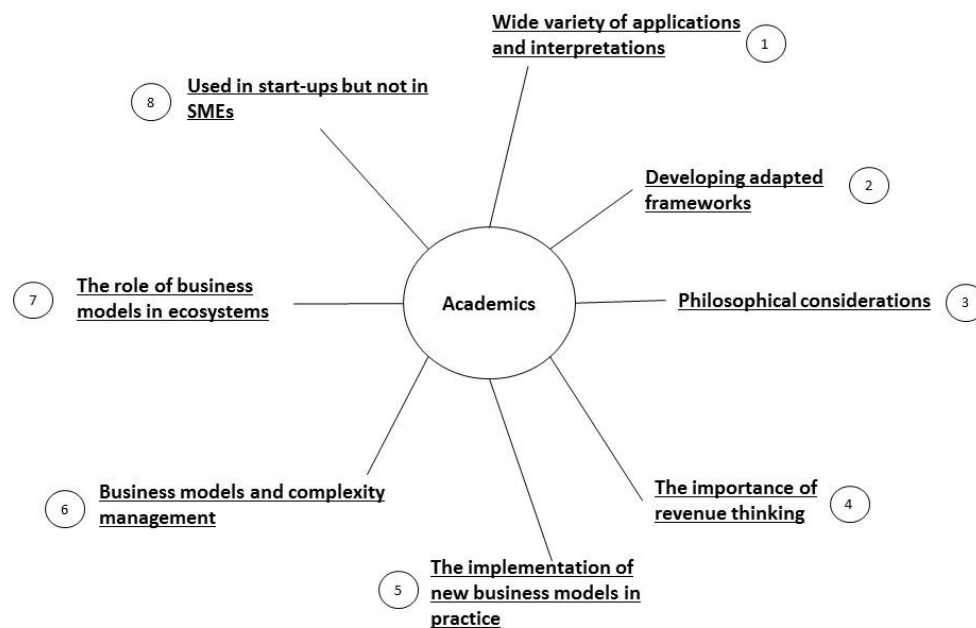 Wide variety of applications
and interpretations
1
Developing adapted
frameworks
2
Philosophical considerations
3
The importance of
revenue thinking
4
The implementation of
new business models in
practice
5
Business models and complexity
management
6
The role of business
models in ecosystems
7
Used in start-ups but not in
SMEs
8
Academics